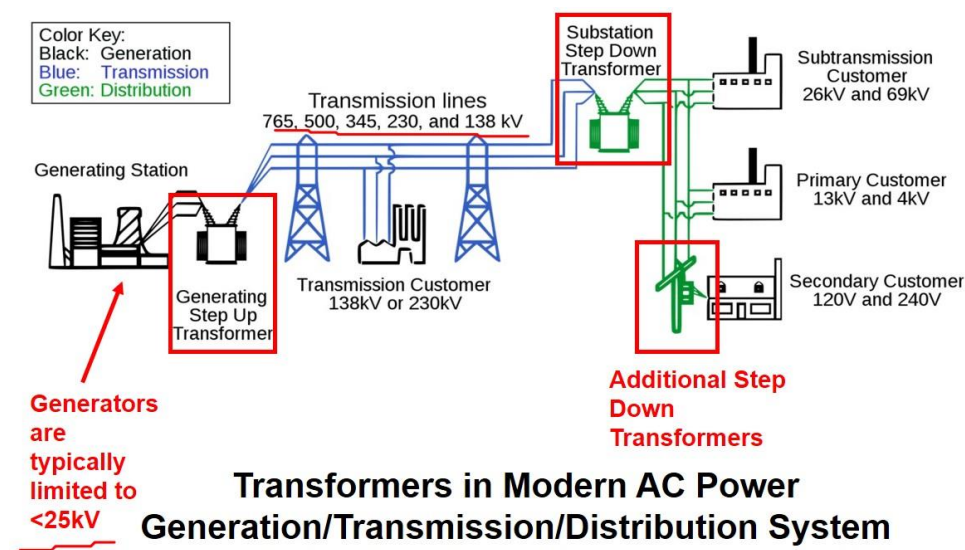 Color Key:
Black: Generation
Blue: Transmission
Green: Distribution
Substation
Step Down
Transformer
Subtransmission
Customer
26kV and 69kV
Transmission lines
765, 500, 345, 230, and 138 kV
Generating Station
Primary Customer
13kV and 4kV
Generating
Step Up
Transformer
Transmission Customer
138kV or 230kV
Secondary Customer
120V and 240V
Generators
are
typically
limited to
<25kV
Additional Step
Down
Transformers
Transformers in Modern AC Power
Generation/Transmission/Distribution System